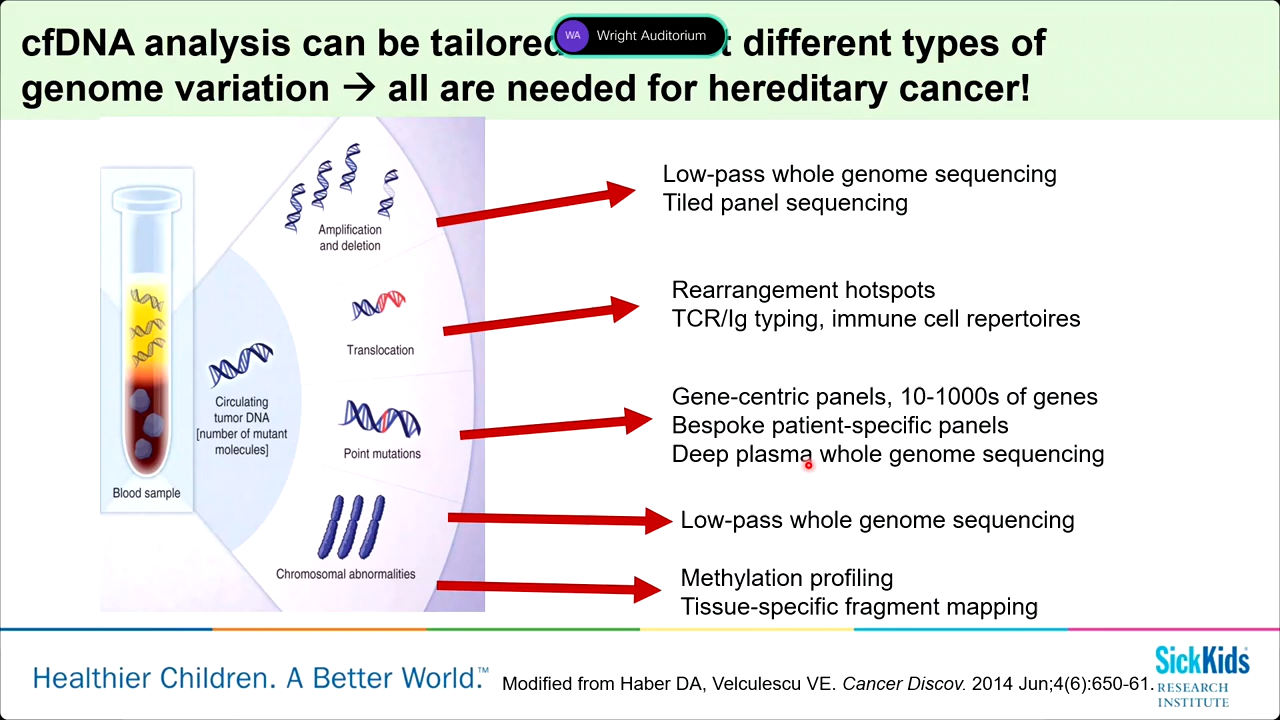 cfDNA analysis can be tailored t different types of
genome variation → all are needed for hereditary cancer!
WA Wright Auditorium
Amplification
and deletion
Translocation
Circulating
tumor DNA
[number of mutant
molecules]
Point mutations
Blood sample
Chromosomal abnormalities
Low-pass whole genome sequencing
Tiled panel sequencing
Rearrangement hotspots
TCR/Ig typing, immune cell repertoires
Gene-centric panels, 10-1000s of genes
Bespoke patient-specific panels
Deep plasma whole genome sequencing
Low-pass whole genome sequencing
Methylation profiling
Tissue-specific fragment mapping
Healthier Children. A Better World.™
Modified from Haber DA, Velculescu VE. Cancer Discov. 2014 Jun;4(6):650-61.
SickKids
RESEARCH
INSTITUTE